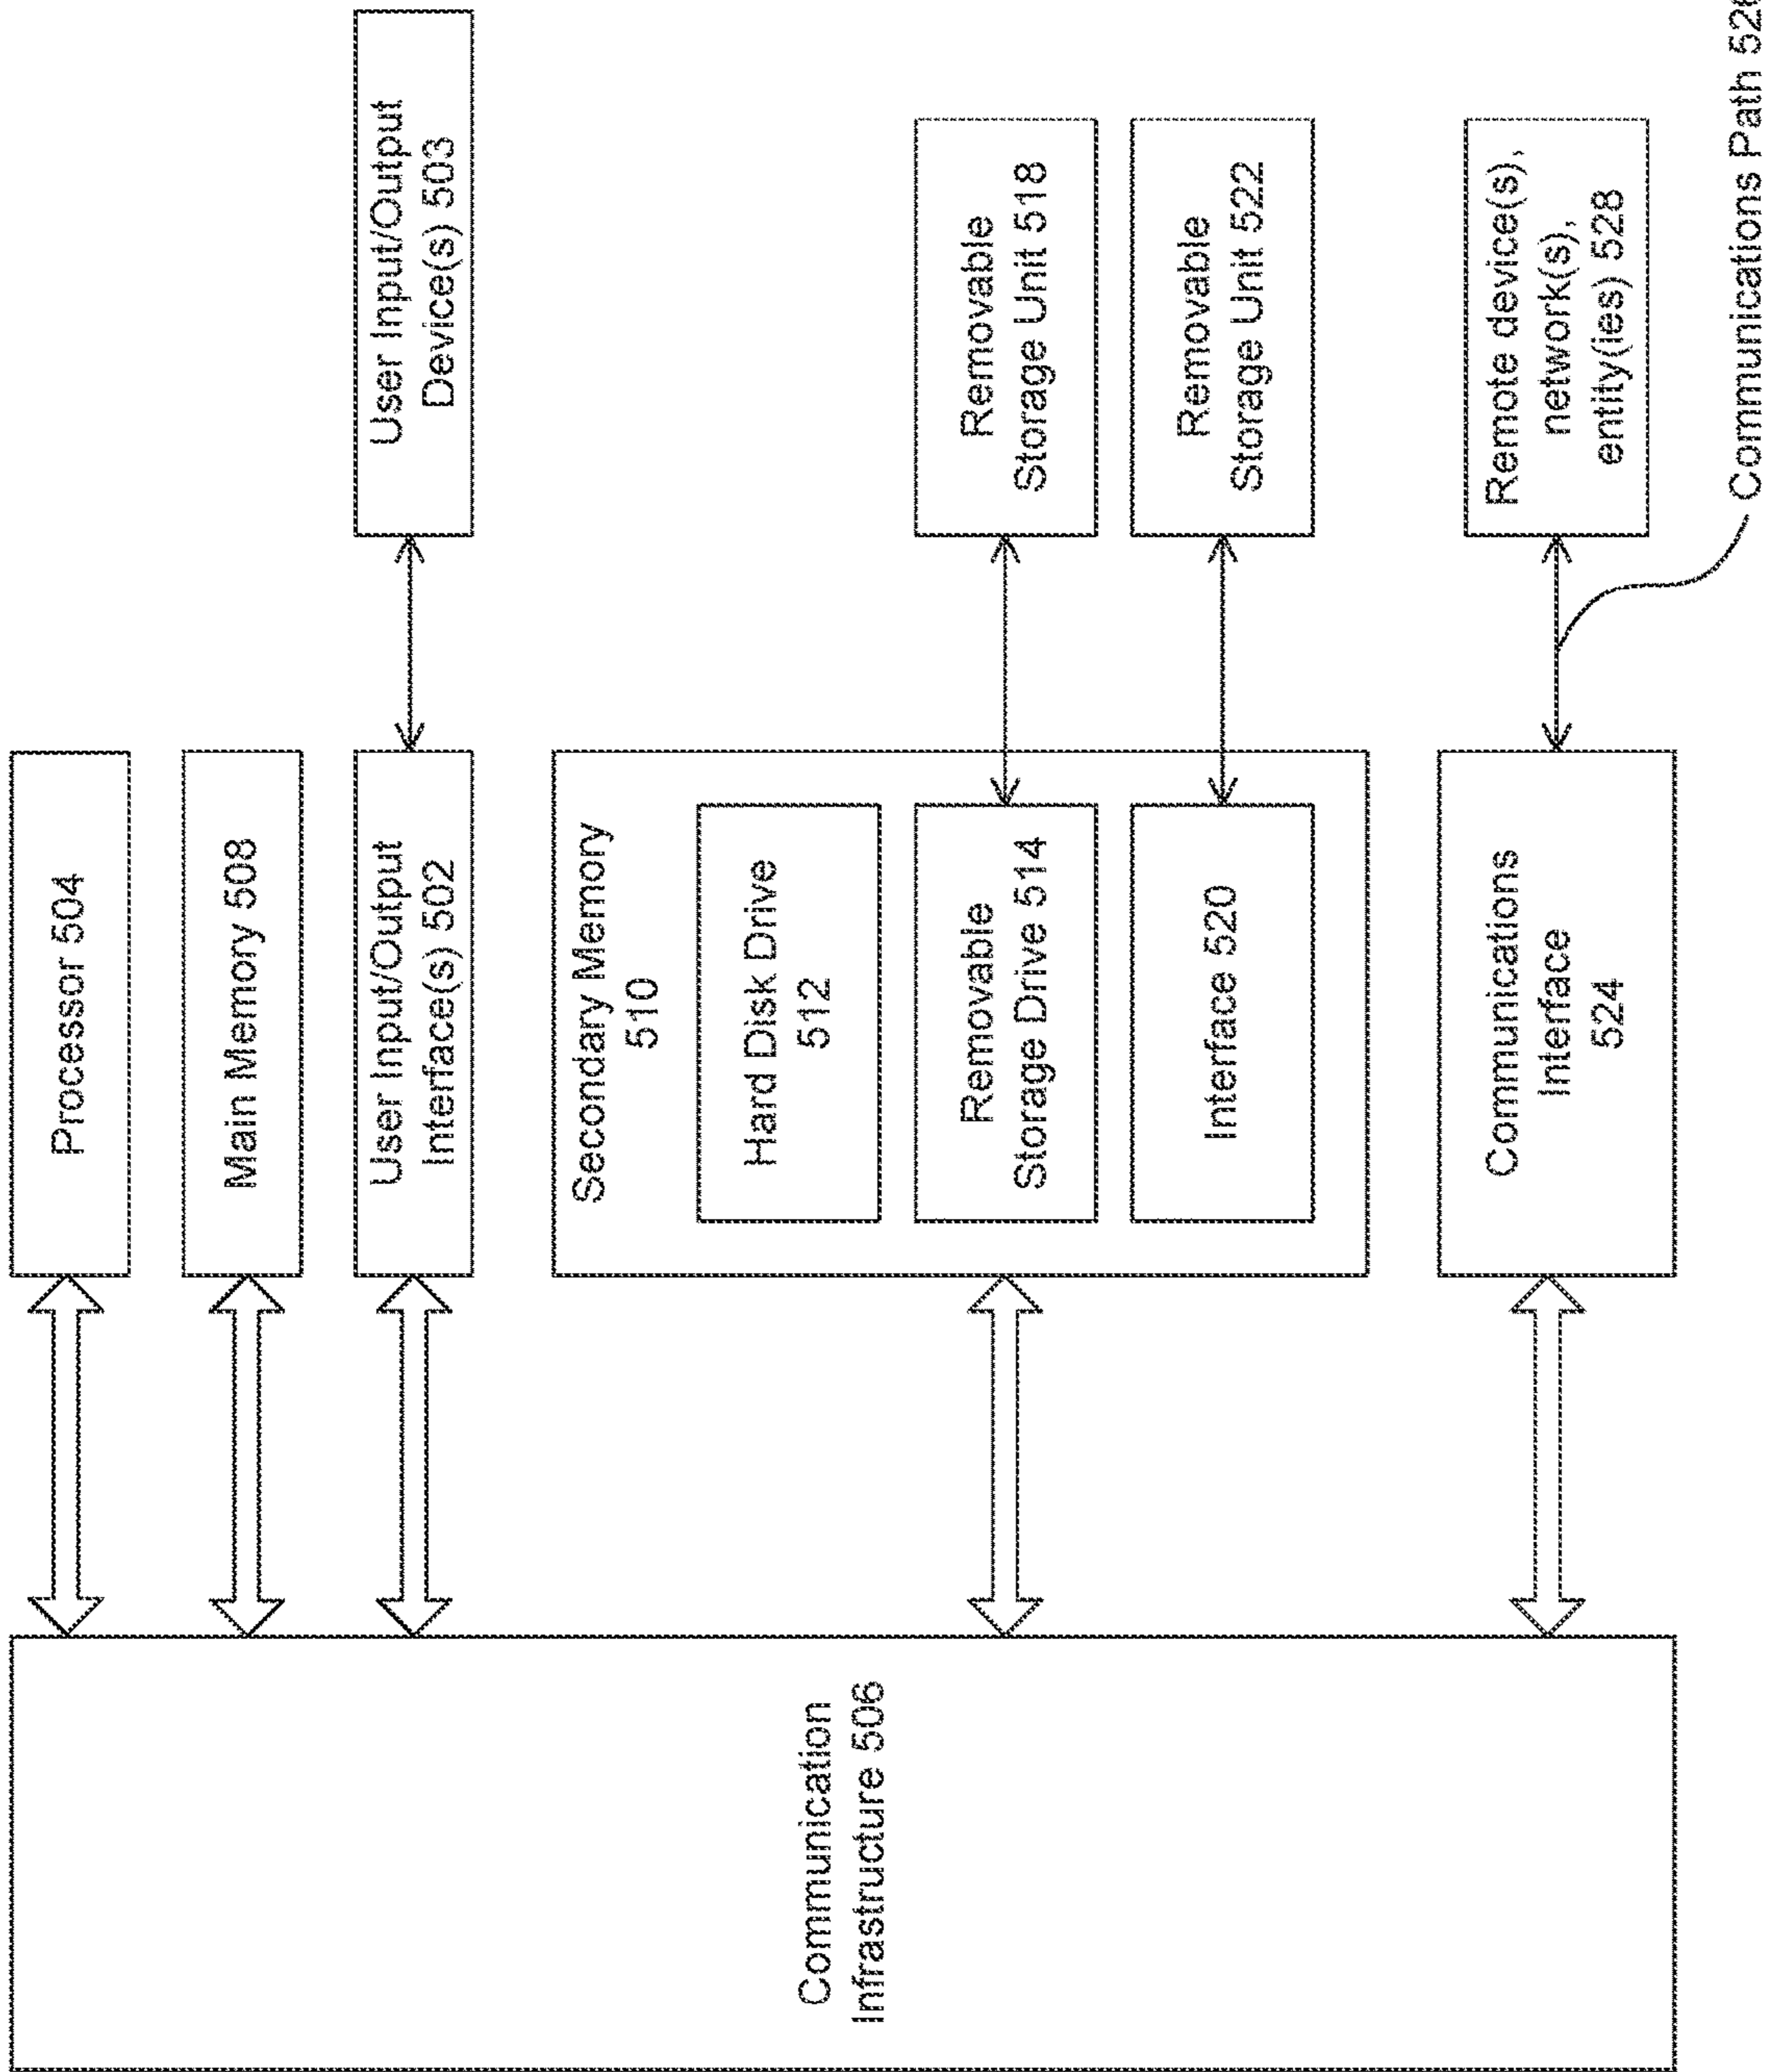 Processor 504
Main Memory 508
User Input/Output
Interface(s) 502
User Input/Output
Device(s) 503
Secondary Memory
510
Hard Disk Drive
512
Removable
Storage Drive 514
Removable
Storage Unit 518
Interface 520
Removable
Storage Unit 522
Communications
Interface
524
Remote device(s),
network(s),
entity(ies) 528
Communications Path 526
Communication
Infrastructure 506